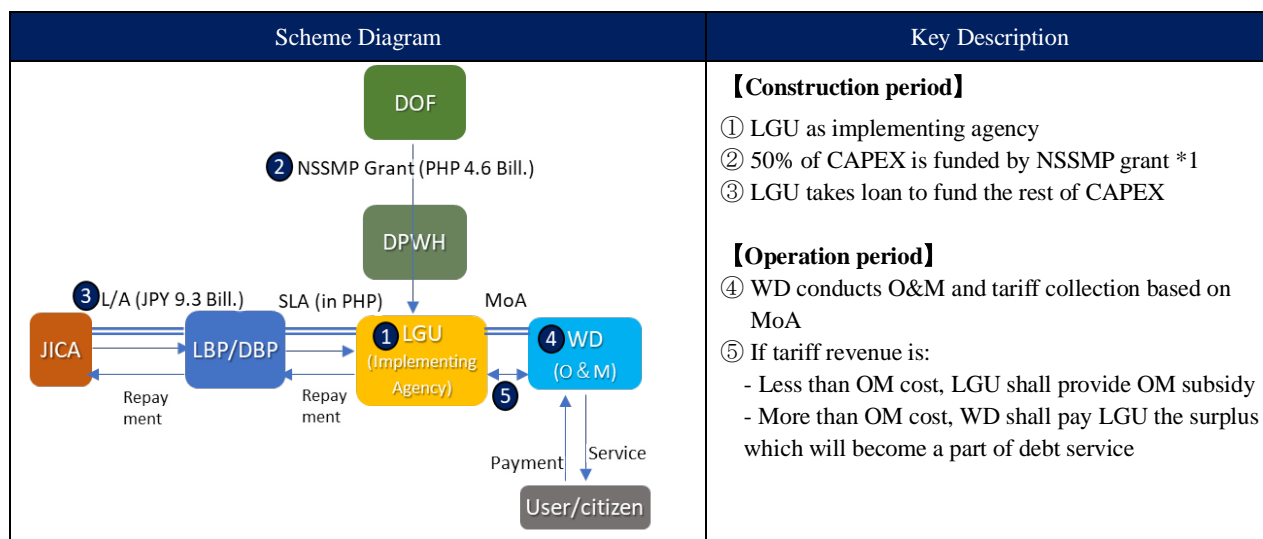 Scheme Diagram
Key Description
DOF
2 NSSMP Grant (PHP 4.6 Bill.)
DPWH
3 L/A (JPY 9.3 Bill.)
SLA (in PHP)
MoA
JICA
LBP/DBP
1 LGU
(Implementing
Agency)
4 WD
(O & M)
5
Repay
ment
Repay
ment
Payment
Service
User/citizen
【Construction period】
① LGU as implementing agency
② 50% of CAPEX is funded by NSSMP grant *1
③ LGU takes loan to fund the rest of CAPEX
【Operation period】
④ WD conducts O&M and tariff collection based on
MoA
⑤ If tariff revenue is:
- Less than OM cost, LGU shall provide OM subsidy
- More than OM cost, WD shall pay LGU the surplus
which will become a part of debt service